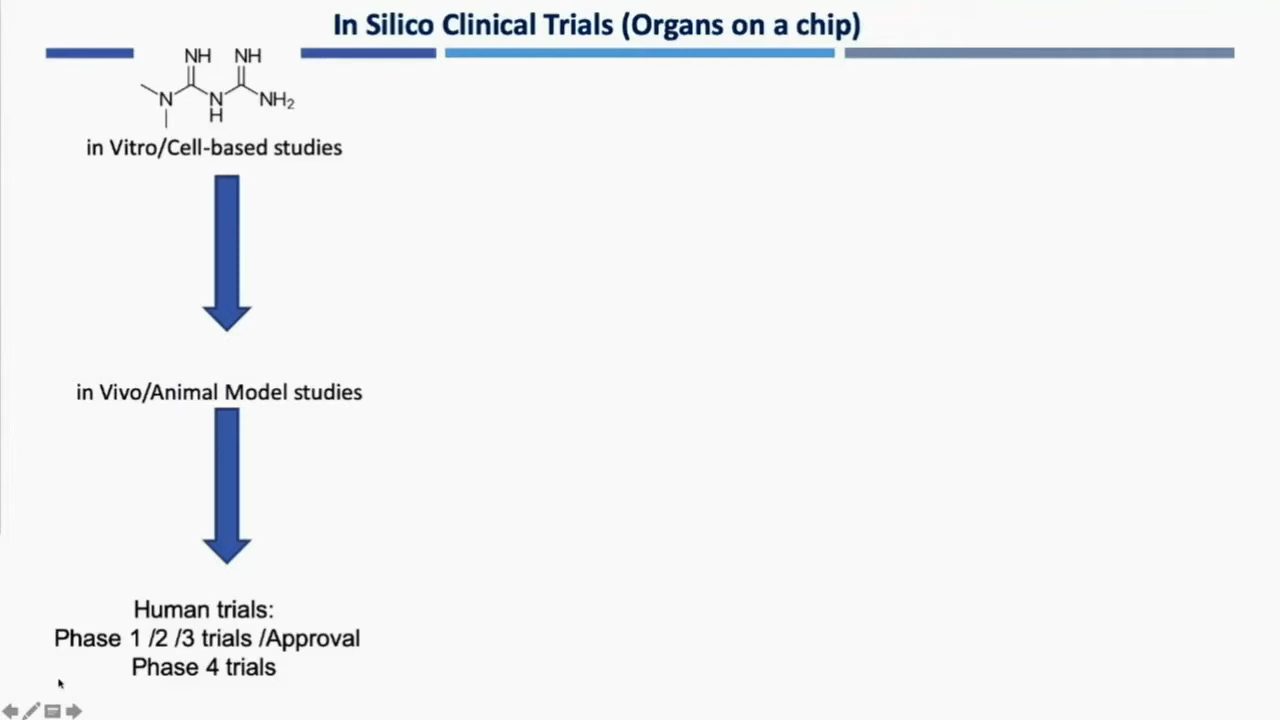 In Silico Clinical Trials (Organs on a chip)
NH NH
N N NH₂
H
in Vitro/Cell-based studies
in Vivo/Animal Model studies
Human trials:
Phase 1 /2 /3 trials /Approval
Phase 4 trials